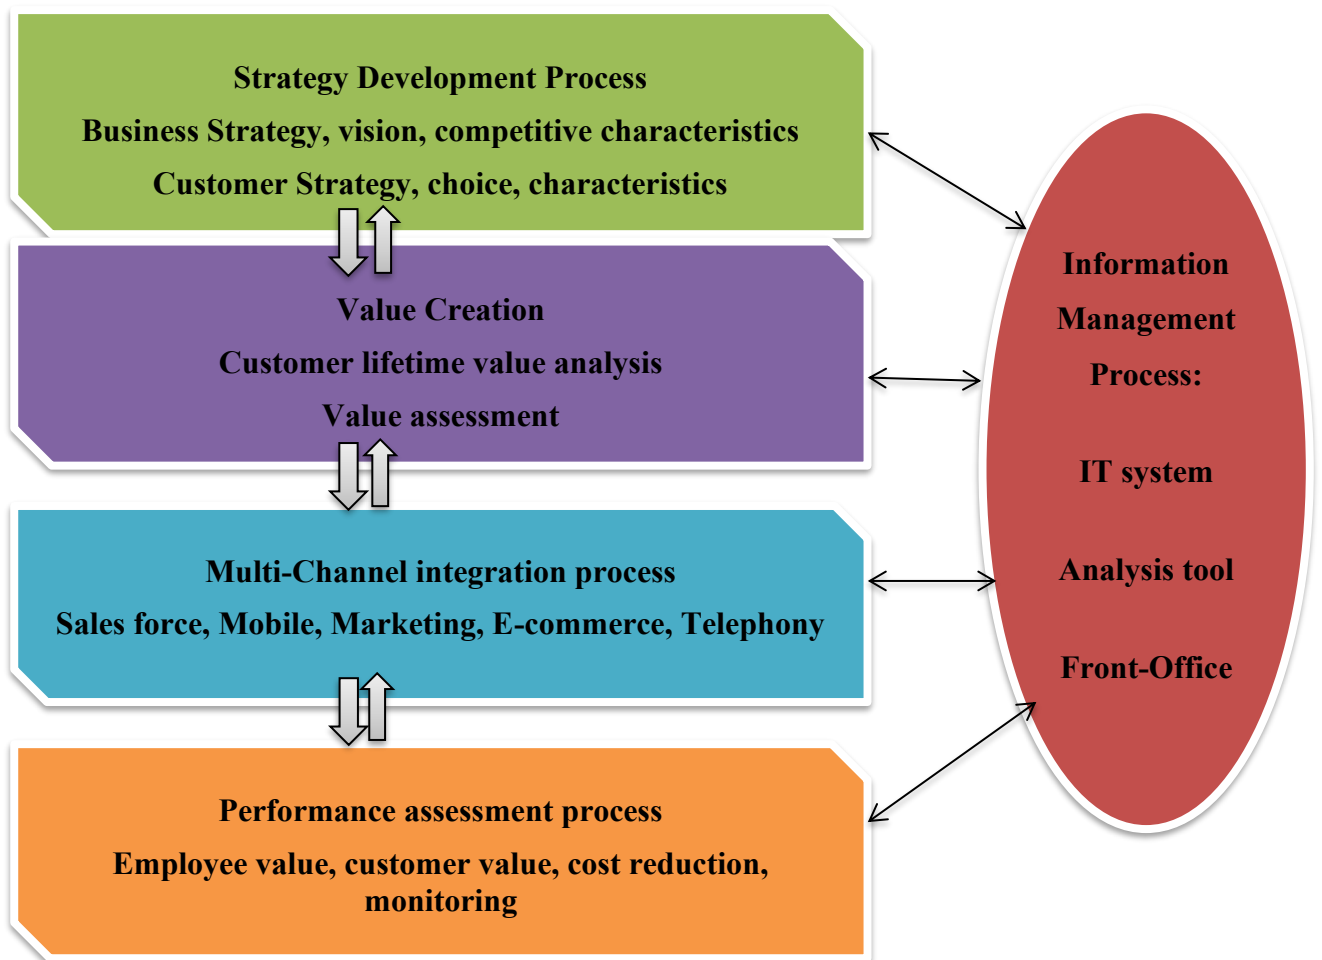 Strategy Development Process
Business Strategy, vision, competitive characteristics
Customer Strategy, choice, characteristics
Value Creation
Customer lifetime value analysis
Value assessment
Multi-Channel integration process
Sales force, Mobile, Marketing, E-commerce, Telephony
Performance assessment process
Employee value, customer value, cost reduction,
monitoring
Information
Management
Process:
IT system
Analysis tool
Front-Office